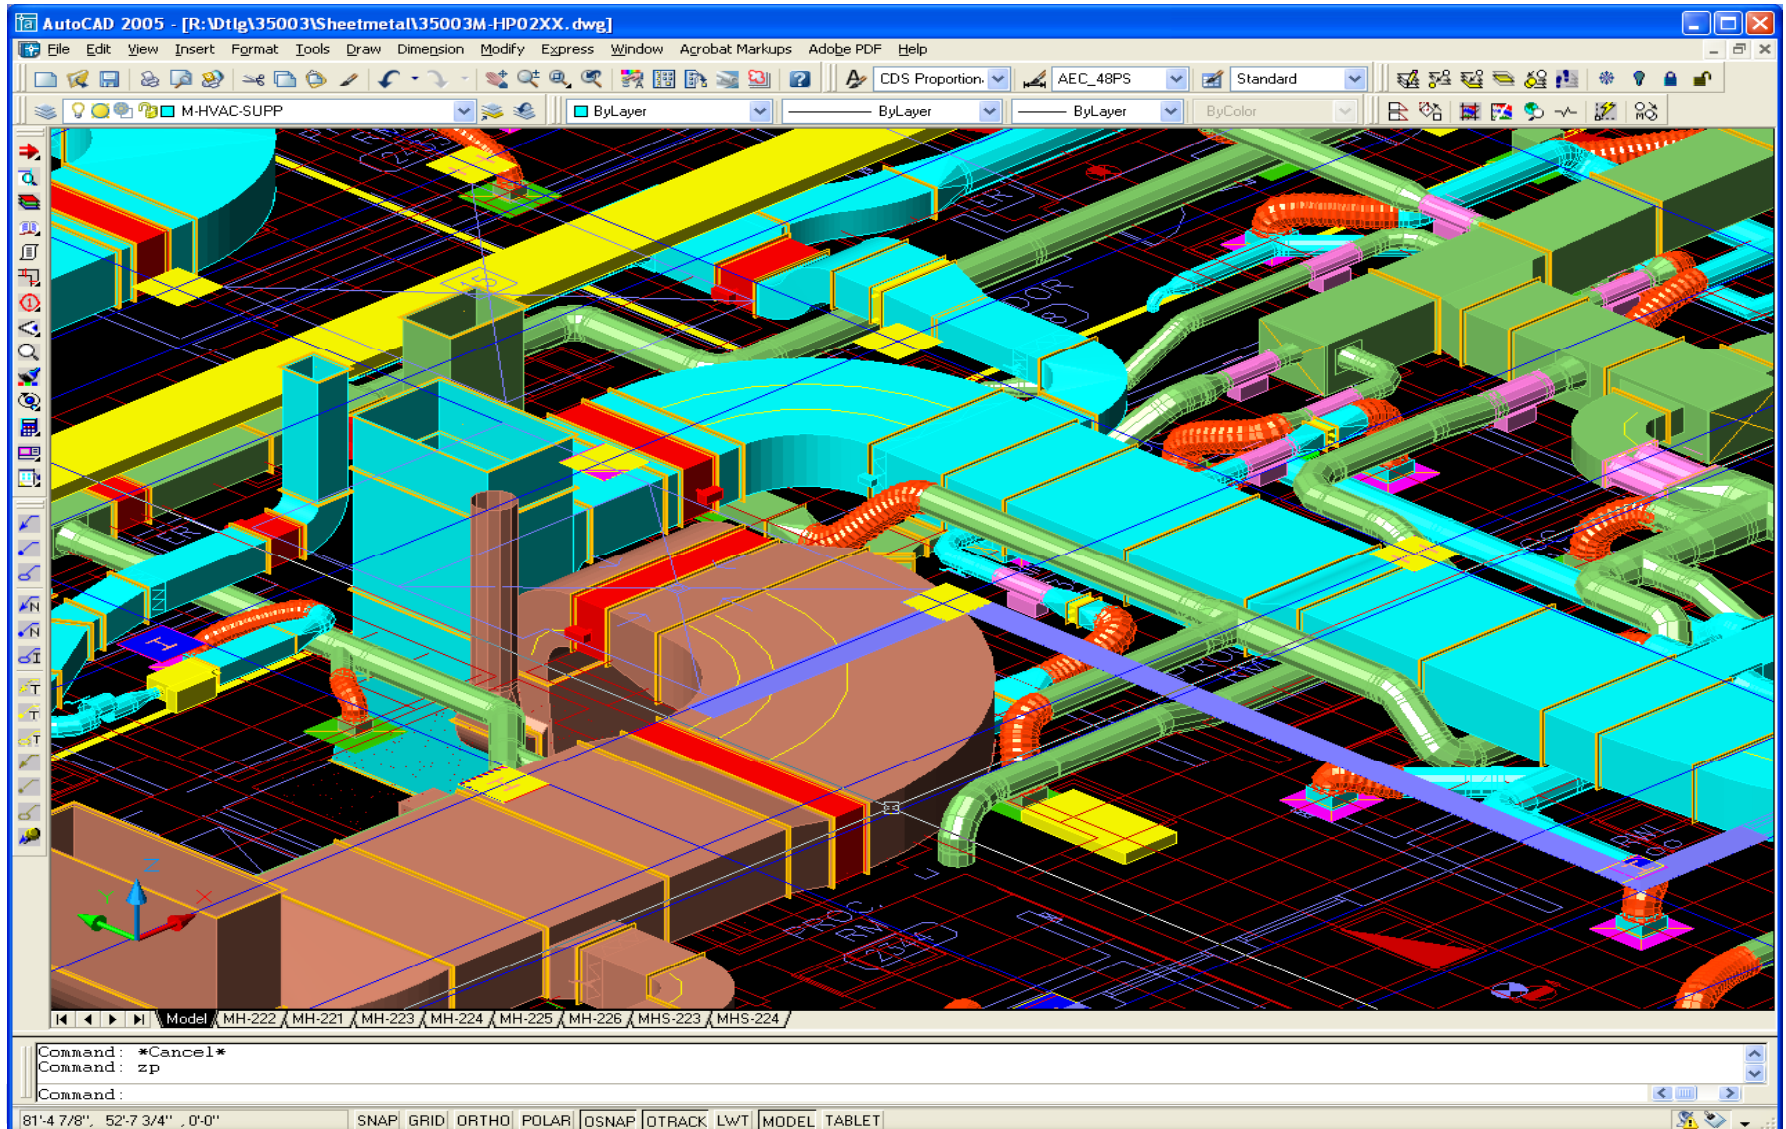 AutoCAD 2005 - [R:\Dtlg\35003\Sheetmetal\35003M-HP02XX.dwg]
File Edit View Insert Format Tools Draw Dimension Modify Express Window Acrobat Markups Adobe PDF Help
CDS Proportion. AEC_48PS Standard
M-HVAC-SUPP ByLayer ByLayer ByLayer ByColor
PROC.
RM.
2344
Z
Y X
Model MH-222 MH-221 MH-223 MH-224 MH-225 MH-226 MHS-223 MHS-224
Command: *Cancel*
Command: zp
Command:
81'-4 7/8", 52'-7 3/4" , 0'-0" SNAP GRID ORTHO POLAR OSNAP OTRACK LWT MODEL TABLET